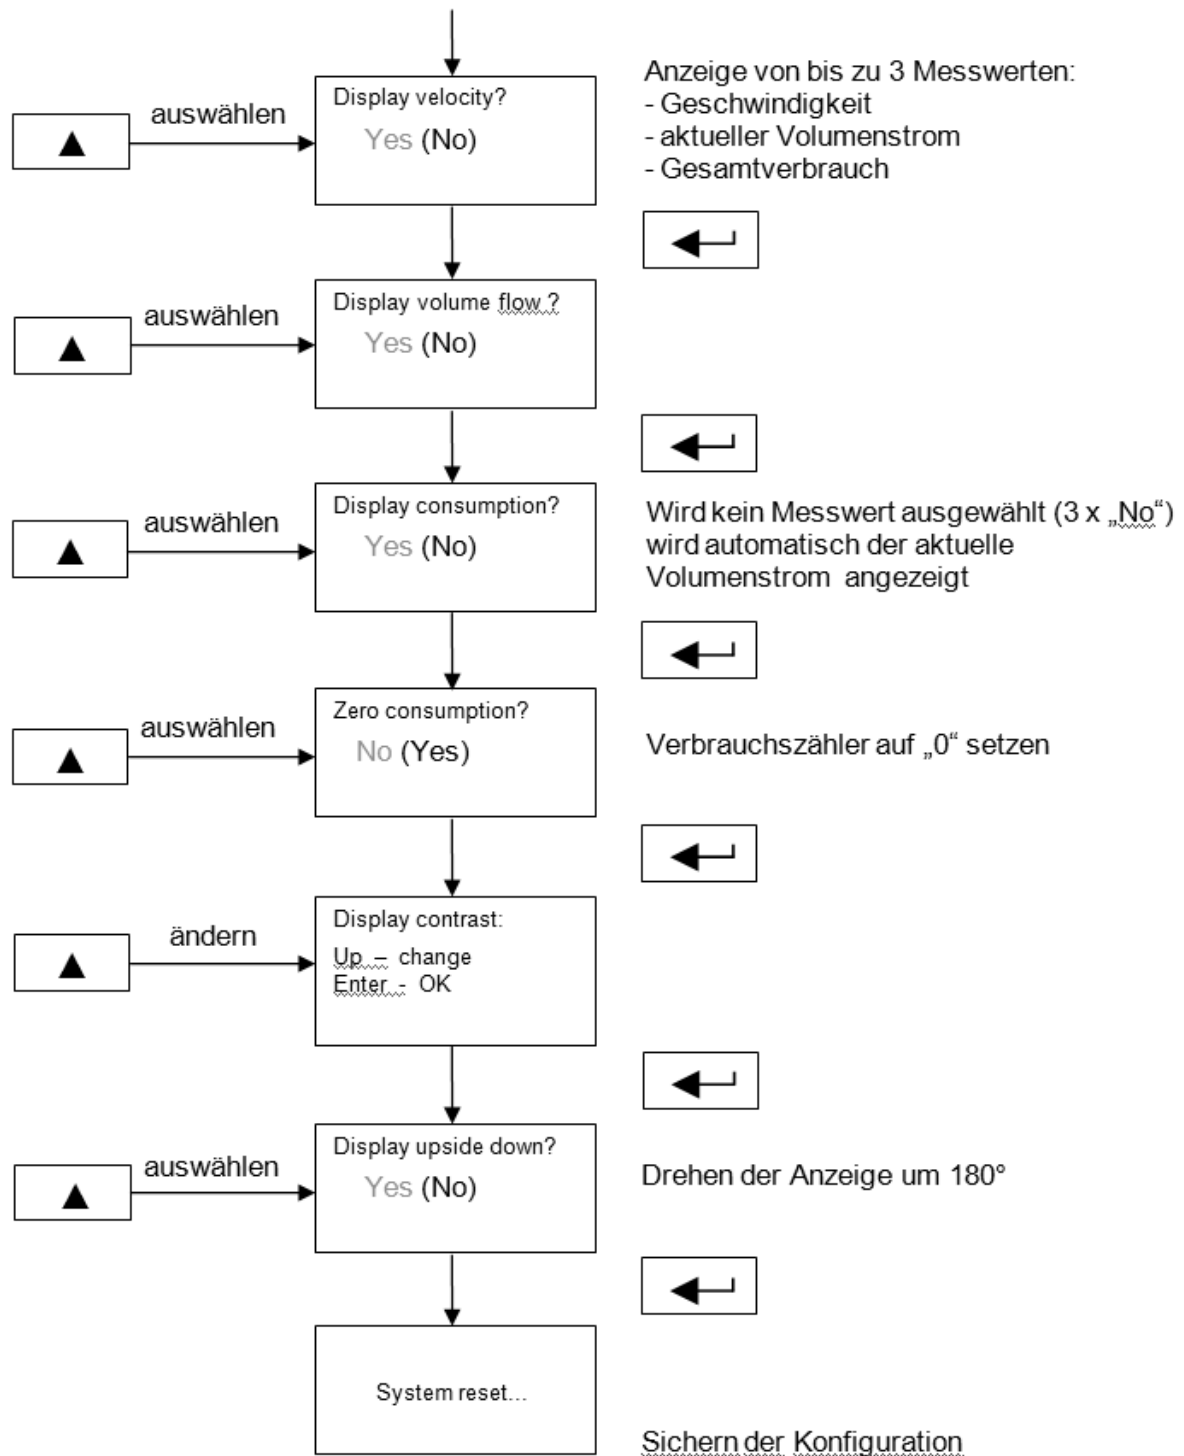 Anzeige von bis zu 3 Messwerten:
- Geschwindigkeit
- aktueller Volumenstrom
- Gesamtverbrauch
auswählen
Display velocity?
Yes (No)
auswählen
Display volume flow ?
Yes (No)
auswählen
Display consumption?
Yes (No)
Wird kein Messwert ausgewählt (3 x „No“)
wird automatisch der aktuelle
Volumenstrom angezeigt
auswählen
Zero consumption?
No (Yes)
Verbrauchszähler auf „0“ setzen
ändern
Display contrast:
Up – change
Enter - OK
auswählen
Display upside down?
Yes (No)
Drehen der Anzeige um 180°
System reset...
Sichern der Konfiguration